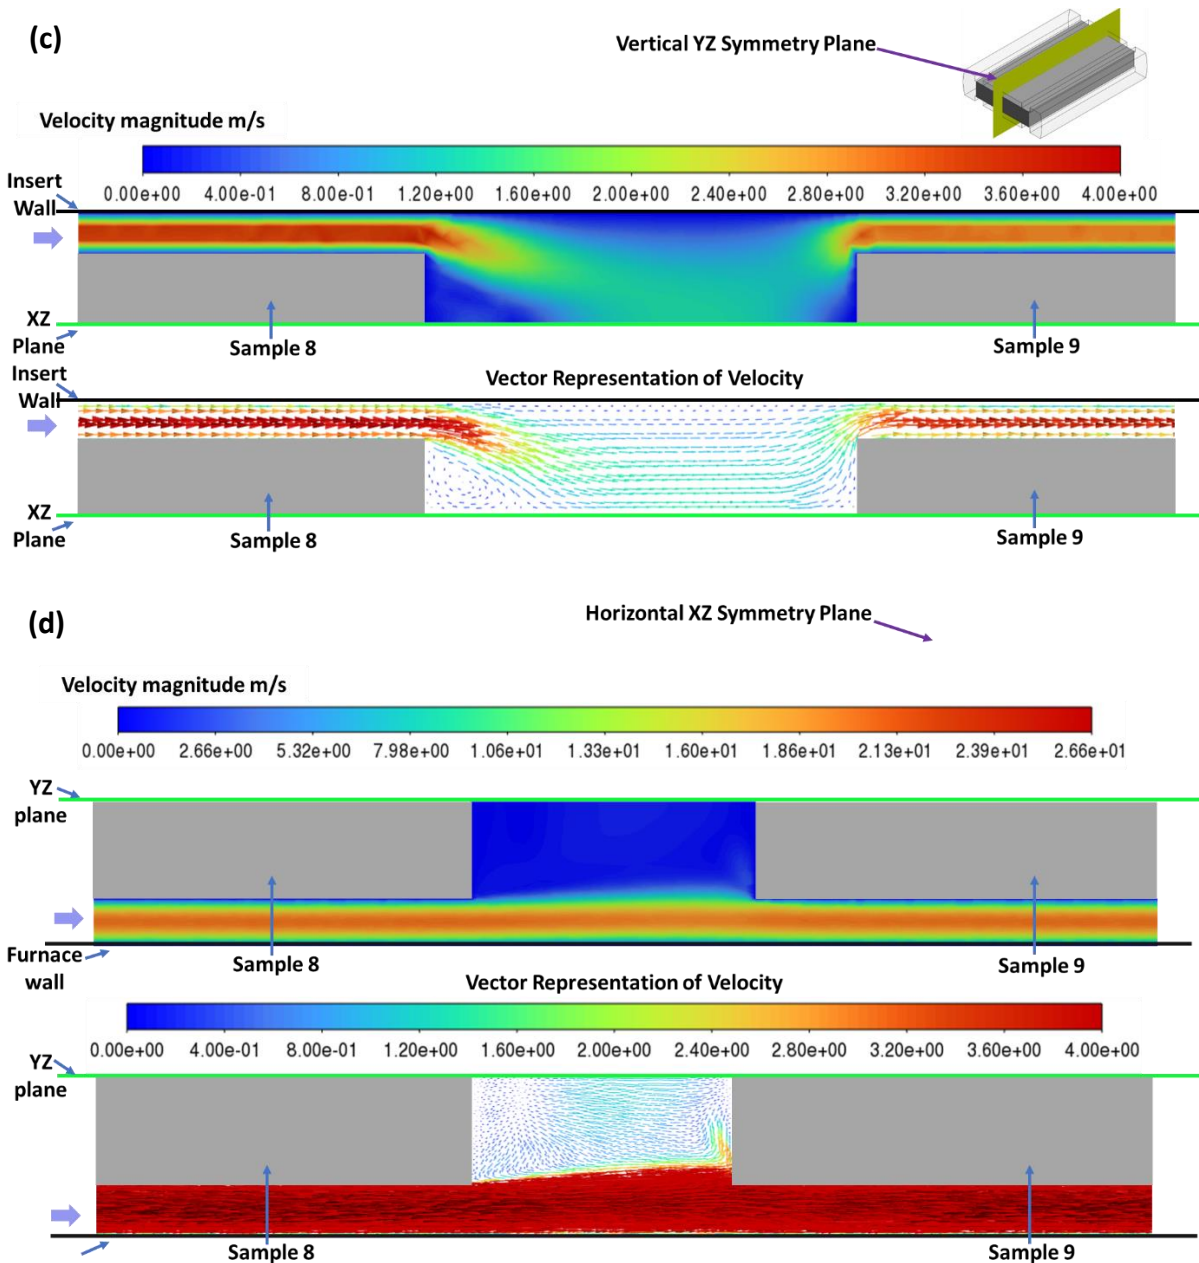 (c)
Vertical YZ Symmetry Plane
Velocity magnitude m/s
0.00e+00 4.00e-01 8.00e-01 1.20e+00 1.60e+00 2.00e+00 2.40e+00 2.80e+00 3.20e+00 3.60e+00 4.00e+00
Insert
Wall
XZ
Plane
Sample 8
Sample 9
Vector Representation of Velocity
Insert
Wall
XZ
Plane
Sample 8
Sample 9
(d)
Horizontal XZ Symmetry Plane
Velocity magnitude m/s
0.00e+00 2.66e+00 5.32e+00 7.98e+00 1.06e+01 1.33e+01 1.60e+01 1.86e+01 2.13e+01 2.39e+01 2.66e+01
YZ
plane
Furnace
wall
Sample 8
Sample 9
Vector Representation of Velocity
0.00e+00 4.00e-01 8.00e-01 1.20e+00 1.60e+00 2.00e+00 2.40e+00 2.80e+00 3.20e+00 3.60e+00 4.00e+00
YZ
plane
Sample 8
Sample 9